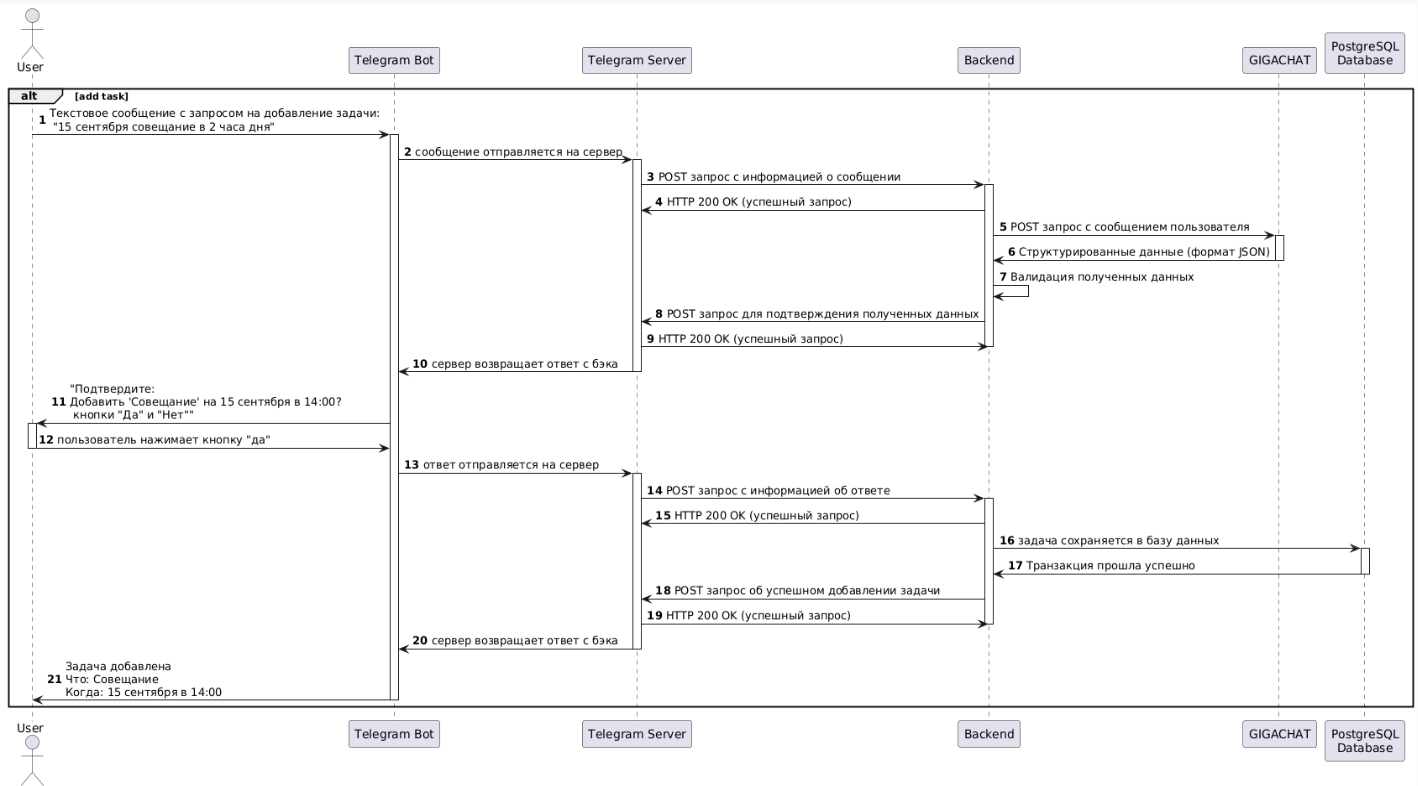 User
Telegram Bot
Telegram Server
Backend
GIGACHAT
PostgreSQL
Database
alt
[add task]
1 Текстовое сообщение с запросом на добавление задачи:
"15 сентября совещание в 2 часа дня"
2 сообщение отправляется на сервер
3 POST запрос с информацией о сообщении
4 HTTP 200 OK (успешный запрос)
5 POST запрос с сообщением пользователя
6 Структурированные данные (формат JSON)
7 Валидация полученных данных
8 POST запрос для подтверждения полученных данных
9 HTTP 200 OK (успешный запрос)
10 сервер возвращает ответ с бэка
"Подтвердите:
11 Добавить 'Совещание' на 15 сентября в 14:00?
кнопки "Да" и "Нет""
12 пользователь нажимает кнопку "да"
13 ответ отправляется на сервер
14 POST запрос с информацией об ответе
15 HTTP 200 OK (успешный запрос)
16 задача сохраняется в базу данных
17 Транзакция прошла успешно
18 POST запрос об успешном добавлении задачи
19 HTTP 200 OK (успешный запрос)
20 сервер возвращает ответ с бэка
Задача добавлена
21 Что: Совещание
Когда: 15 сентября в 14:00
User
Telegram Bot
Telegram Server
Backend
GIGACHAT
PostgreSQL
Database